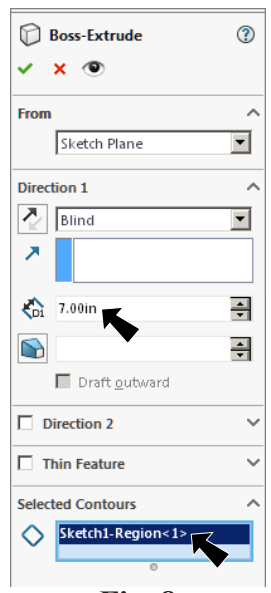 Boss-Extrude
From
Sketch Plane
Direction 1
Blind
D1 7.00in
Draft outward
Direction 2
Thin Feature
Selected Contours
Sketch1-Region<1>